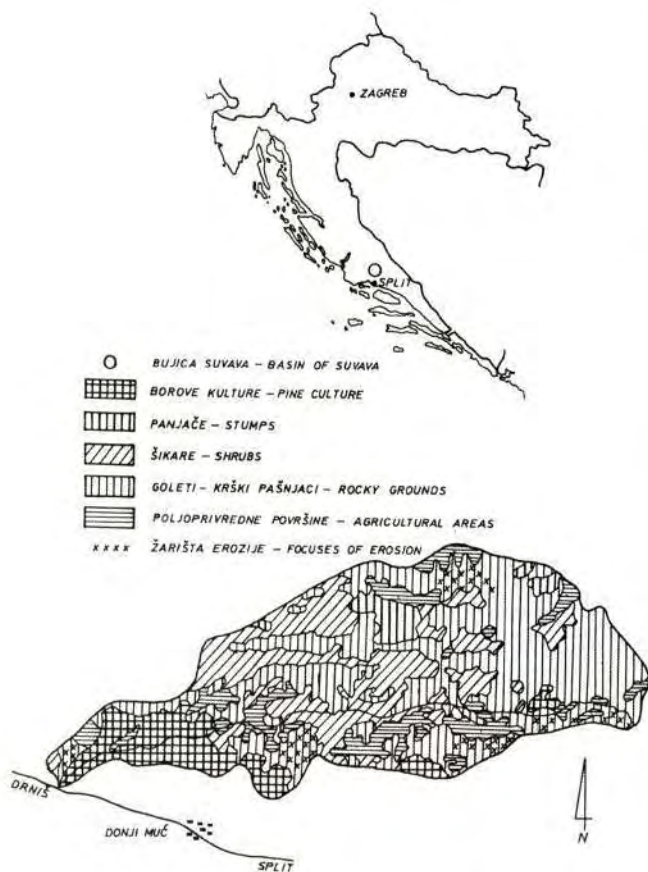 ZAGREB
SPLIT
BUJICA SUVAVA – BASIN OF SUVAVA
BOROVE KULTURE – PINE CULTURE
PANJAČE – STUMPS
ŠIKARE – SHRUBS
GOLETI – KRŠKI PAŠNJACI – ROCKY GROUNDS
POLJOPRIVREDNE POVRŠINE – AGRICULTURAL AREAS
xxxx ŽARIŠTA EROZIJE – FOCUSES OF EROSION
DRNIŠ
DONJI MUĆ
SPLIT
N